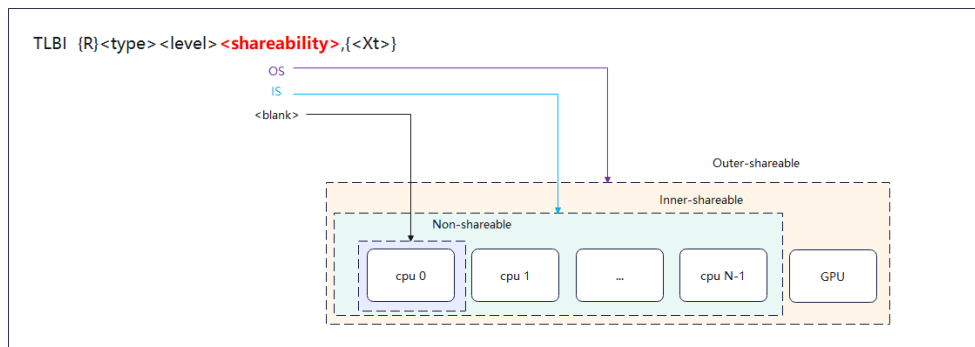 TLBI {R}<type><level><shareability>,{<Xt>}
OS
IS
<blank>
Outer-shareable
Inner-shareable
Non-shareable
cpu 0
cpu 1
...
cpu N-1
GPU